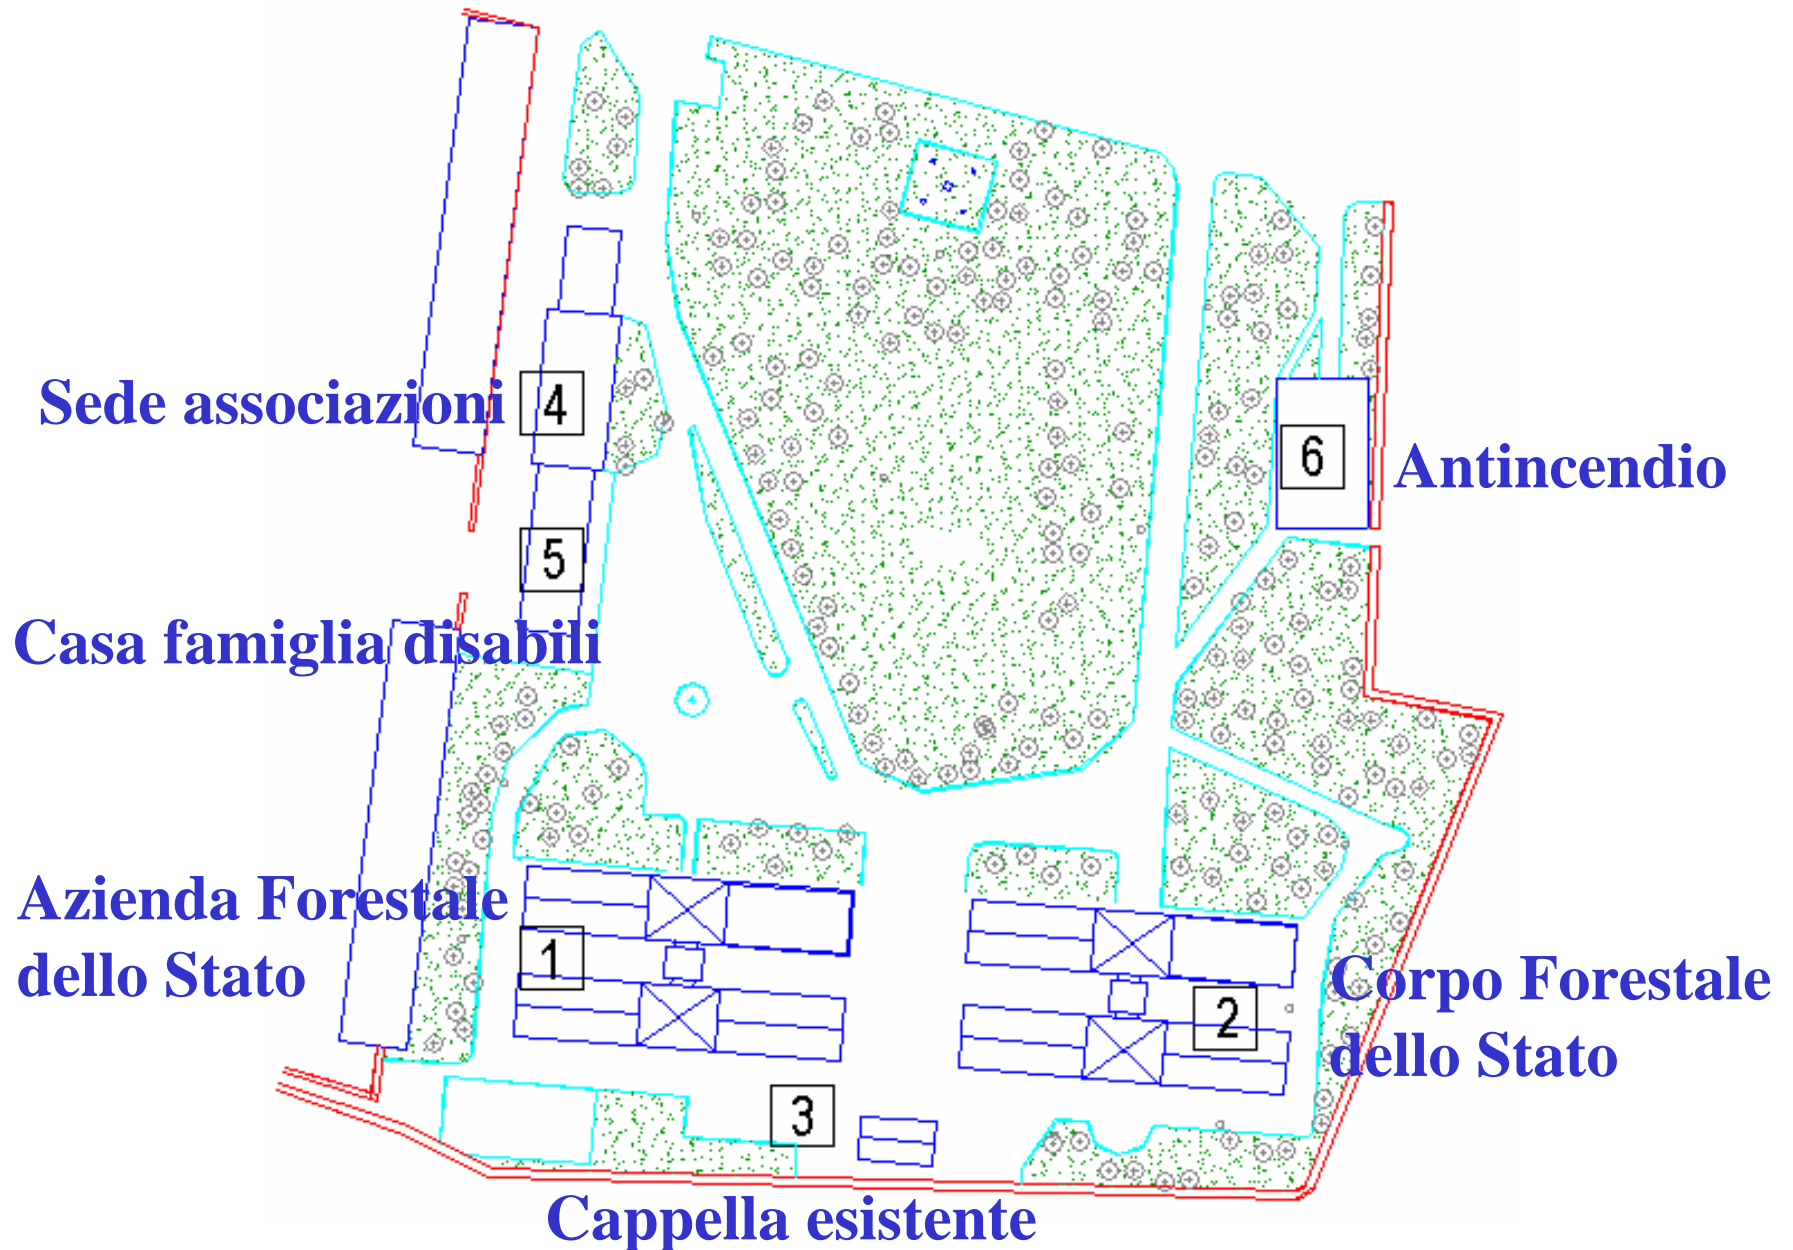 Sede associazioni
4
6
Antincendio
5
Casa famiglia disabili
Azienda Forestale
dello Stato
1
Corpo Forestale
dello Stato
2
3
Cappella esistente